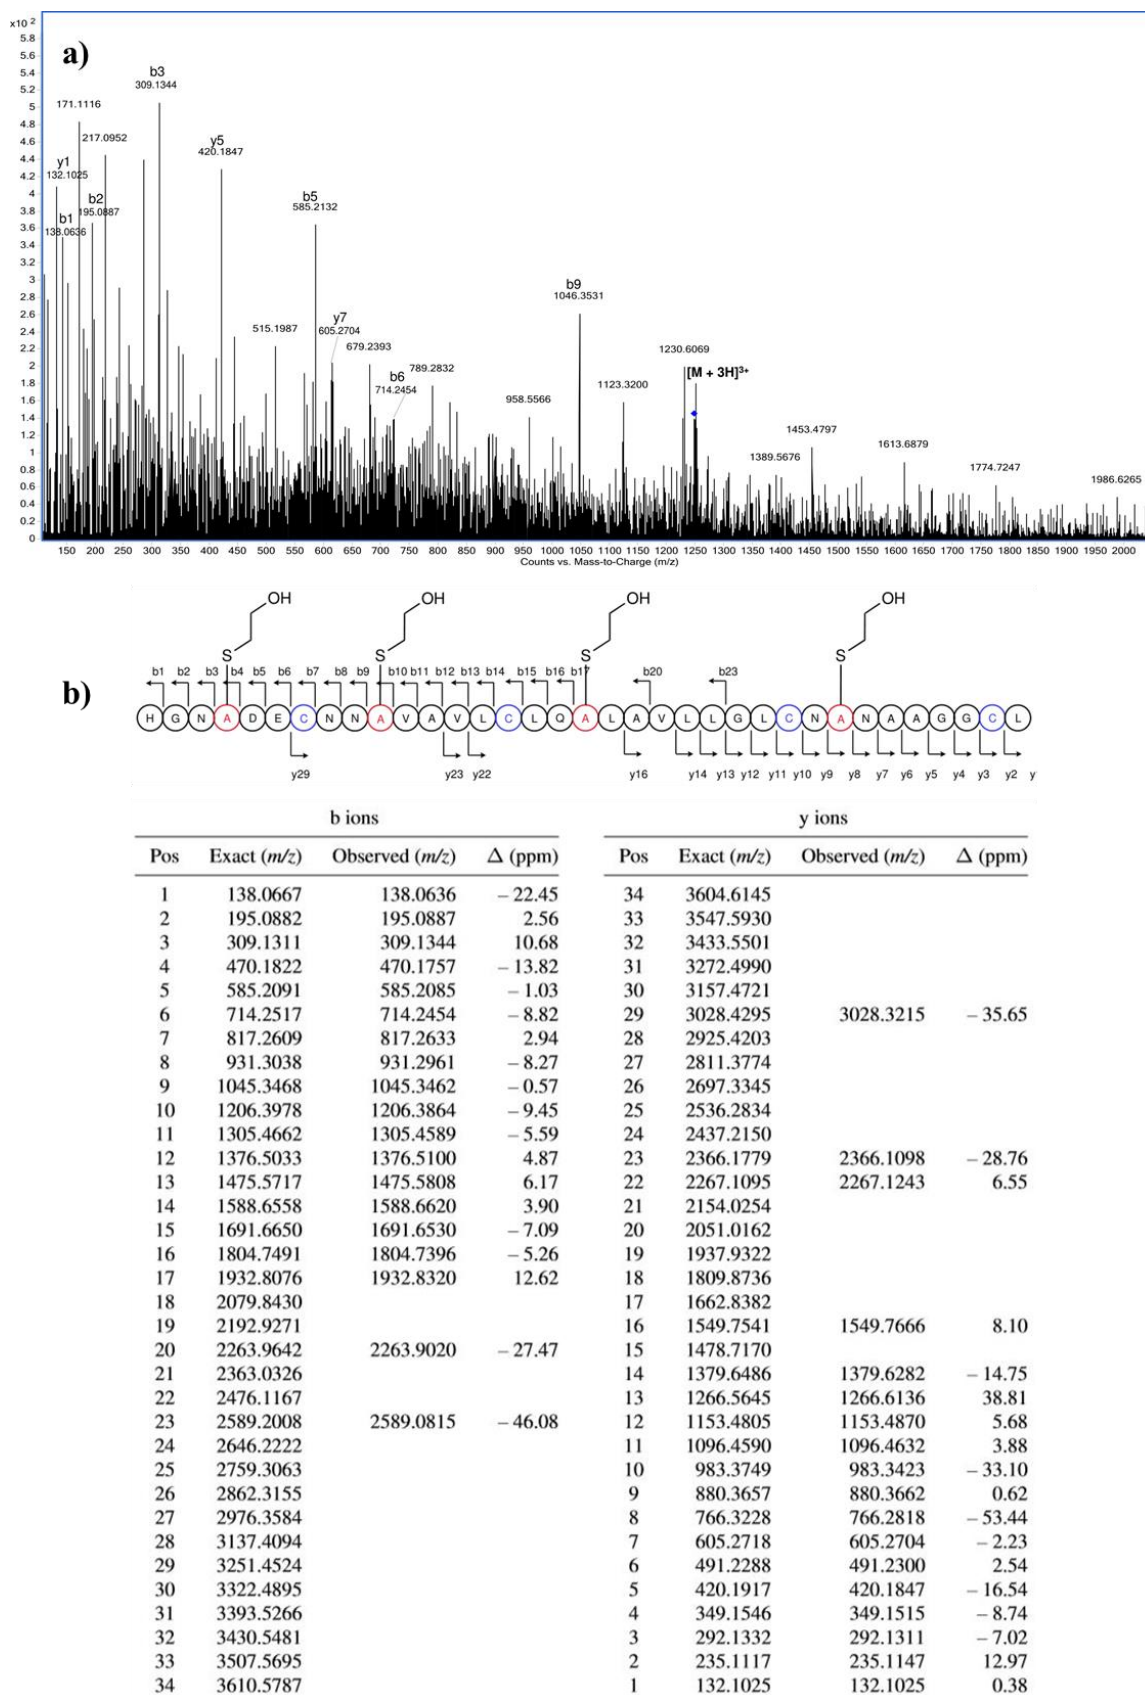 x10 2
a)
5.8
5.6
5.4
5.2
5
4.8
4.6
4.4
4.2
4
3.8
3.6
3.4
3.2
3
2.8
2.6
2.4
2.2
2
1.8
1.6
1.4
1.2
1
0.8
0.6
0.4
0.2
0
b3
309.1344
171.1116
217.0952
y5
420.1847
y1
132.1025
b2
195.0887
b1
138.0636
b5
585.2132
b9
1046.3531
515.1987
y7
605.2704
679.2393
b6
714.2454
789.2832
958.5566
1123.3200
1230.6069
[M + 3H]3+
1389.5676
1453.4797
1613.6879
1774.7247
1986.6265
150 200 250 300 350 400 450 500 550 600 650 700 750 800 850 900 950 1000 1050 1100 1150 1200 1250 1300 1350 1400 1450 1500 1550 1600 1650 1700 1750 1800 1850 1900 1950 2000
Counts vs. Mass-to-Charge (m/z)
b)
OH OH OH OH
S S S S
b1 b2 b3 b4 b5 b6 b7 b8 b9 b10 b11 b12 b13 b14 b15 b16 b17 b20 b23
H G N A D E C N N A V A V L C L Q A L A V L L G L C N A N A A G G C L
y29 y23 y22 y16 y14 y13 y12 y11 y10 y9 y8 y7 y6 y5 y4 y3 y2 y
b ions y ions
Pos Exact (m/z) Observed (m/z) Δ (ppm) Pos Exact (m/z) Observed (m/z) Δ (ppm)
1 138.0667 138.0636 – 22.45 34 3604.6145
2 195.0882 195.0887 2.56 33 3547.5930
3 309.1311 309.1344 10.68 32 3433.5501
4 470.1822 470.1757 – 13.82 31 3272.4990
5 585.2091 585.2085 – 1.03 30 3157.4721
6 714.2517 714.2454 – 8.82 29 3028.4295 3028.3215 – 35.65
7 817.2609 817.2633 2.94 28 2925.4203
8 931.3038 931.2961 – 8.27 27 2811.3774
9 1045.3468 1045.3462 – 0.57 26 2697.3345
10 1206.3978 1206.3864 – 9.45 25 2536.2834
11 1305.4662 1305.4589 – 5.59 24 2437.2150
12 1376.5033 1376.5100 4.87 23 2366.1779 2366.1098 – 28.76
13 1475.5717 1475.5808 6.17 22 2267.1095 2267.1243 6.55
14 1588.6558 1588.6620 3.90 21 2154.0254
15 1691.6650 1691.6530 – 7.09 20 2051.0162
16 1804.7491 1804.7396 – 5.26 19 1937.9322
17 1932.8076 1932.8320 12.62 18 1809.8736
18 2079.8430 17 1662.8382
19 2192.9271 16 1549.7541 1549.7666 8.10
20 2263.9642 2263.9020 – 27.47 15 1478.7170
21 2363.0326 14 1379.6486 1379.6282 – 14.75
22 2476.1167 13 1266.5645 1266.6136 38.81
23 2589.2008 2589.0815 – 46.08 12 1153.4805 1153.4870 5.68
24 2646.2222 11 1096.4590 1096.4632 3.88
25 2759.3063 10 983.3749 983.3423 – 33.10
26 2862.3155 9 880.3657 880.3662 0.62
27 2976.3584 8 766.3228 766.2818 – 53.44
28 3137.4094 7 605.2718 605.2704 – 2.23
29 3251.4524 6 491.2288 491.2300 2.54
30 3322.4895 5 420.1917 420.1847 – 16.54
31 3393.5266 4 349.1546 349.1515 – 8.74
32 3430.5481 3 292.1332 292.1311 – 7.02
33 3507.5695 2 235.1117 235.1147 12.97
34 3610.5787 1 132.1025 132.1025 0.38